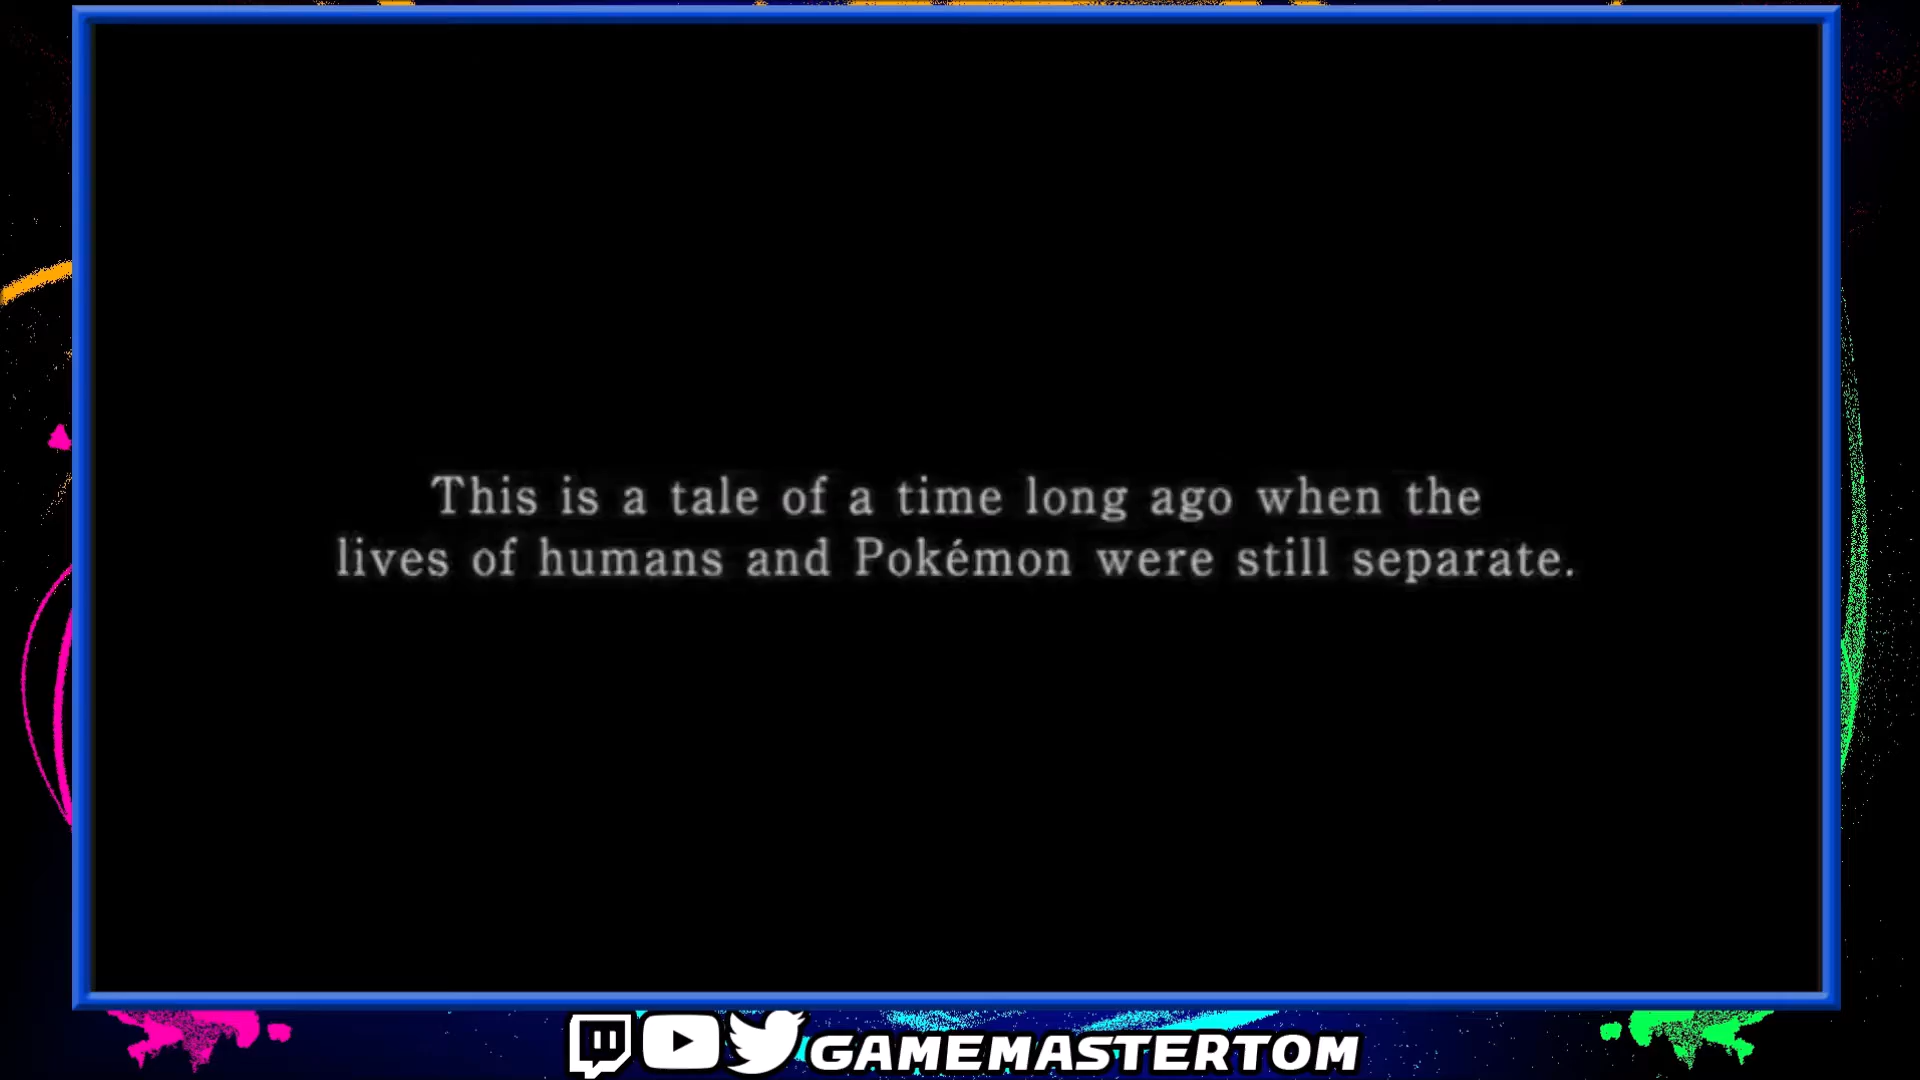 This is a tale of a time long ago when the
lives of humans and Pokémon were still separate.
GAMEMASTERTOM